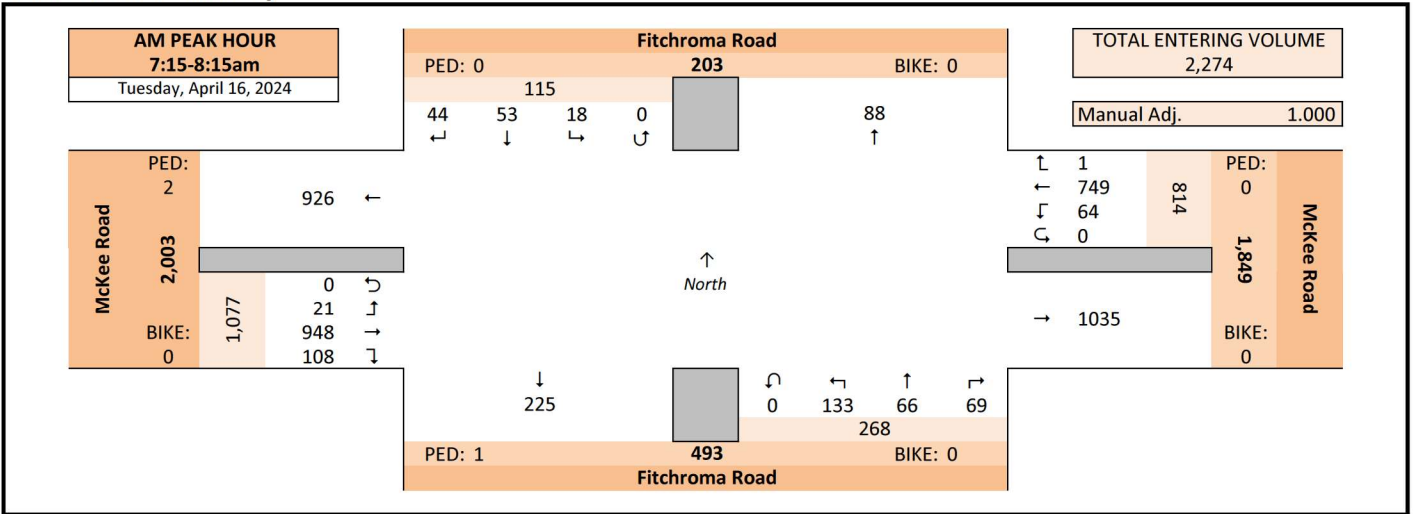 AM PEAK HOUR
7:15-8:15am
Tuesday, April 16, 2024
Fitchroma Road
PED: 0 203 BIKE: 0
115
44 53 18 0
↵ ↓ ↳ ↺
88
↑
TOTAL ENTERING VOLUME
2,274
Manual Adj. 1.000
McKee Road
PED:
2
2,003
BIKE:
0
926 ←
1,077
0 ↺
21 ↑
948 →
108 ↴
↑
North
↰ 1
← 749
↓ 64
↺ 0
814
PED:
0
1,849
BIKE:
0
McKee Road
→ 1035
↓
225
↺ ↰ ↑ ↱
0 133 66 69
268
PED: 1 493 BIKE: 0
Fitchroma Road